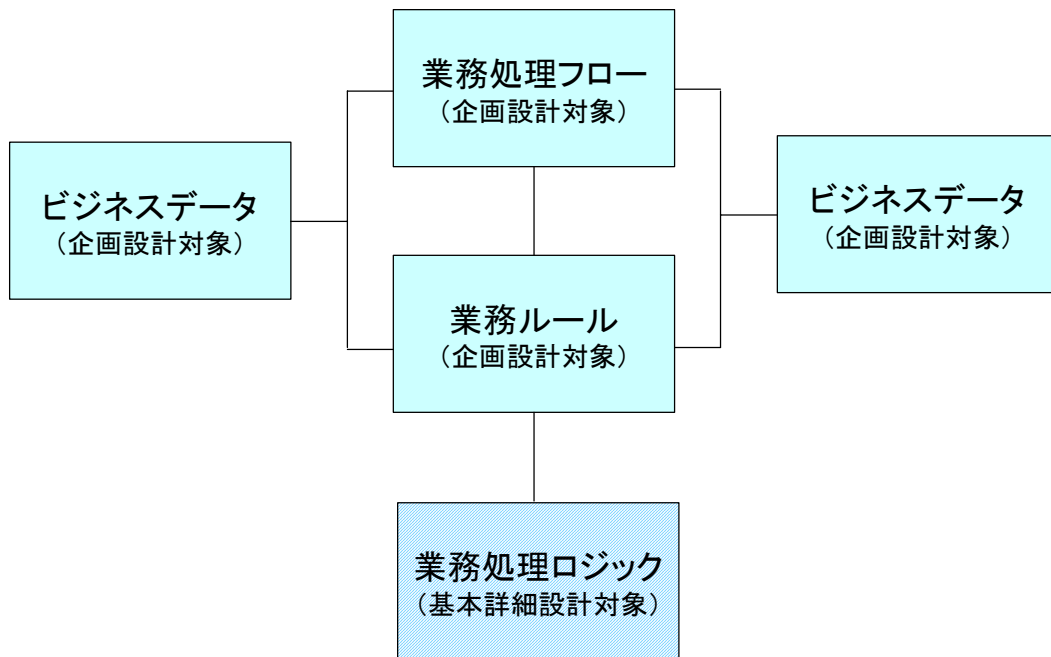 業務処理フロー
（企画設計対象）
ビジネスデータ
（企画設計対象）
ビジネスデータ
（企画設計対象）
業務ルール
（企画設計対象）
業務処理ロジック
（基本詳細設計対象）